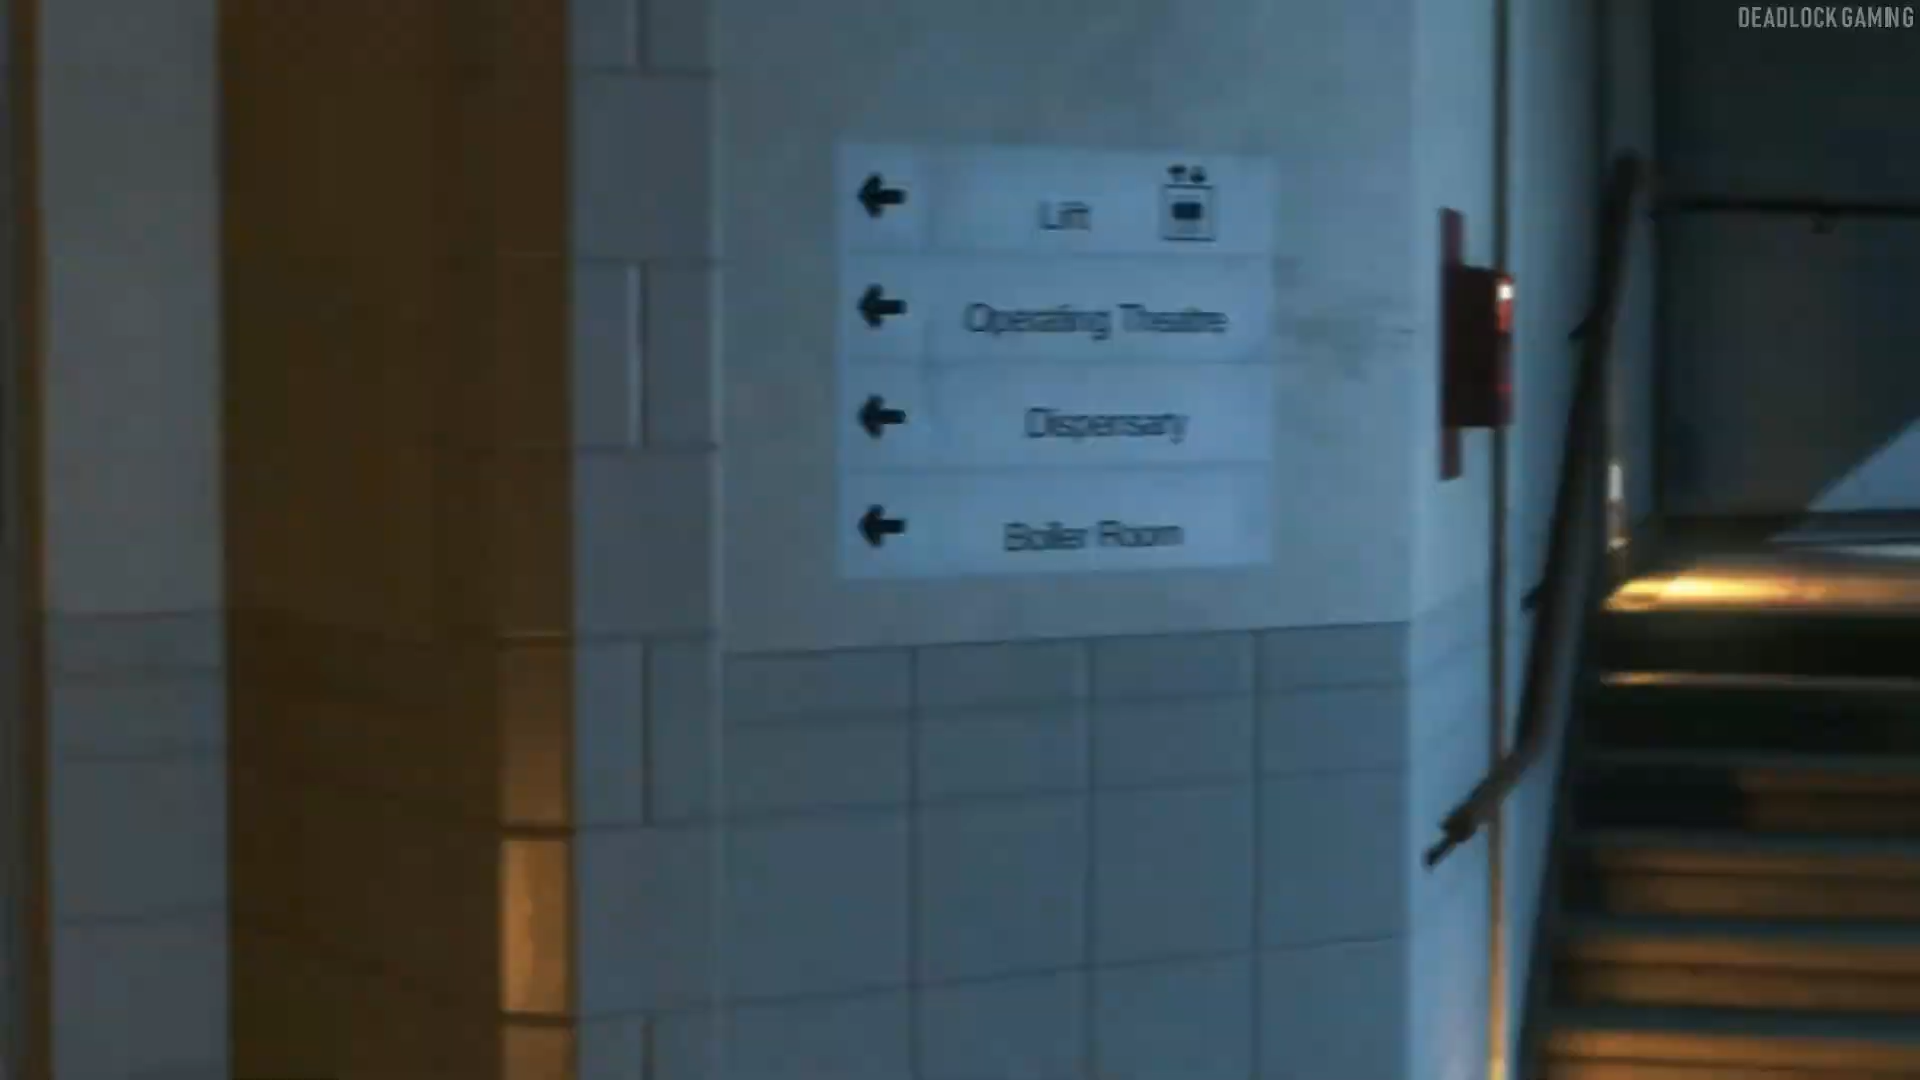 DEADLOCK GAMING
Lift
Operating Theatre
Dispensary
Boiler Room